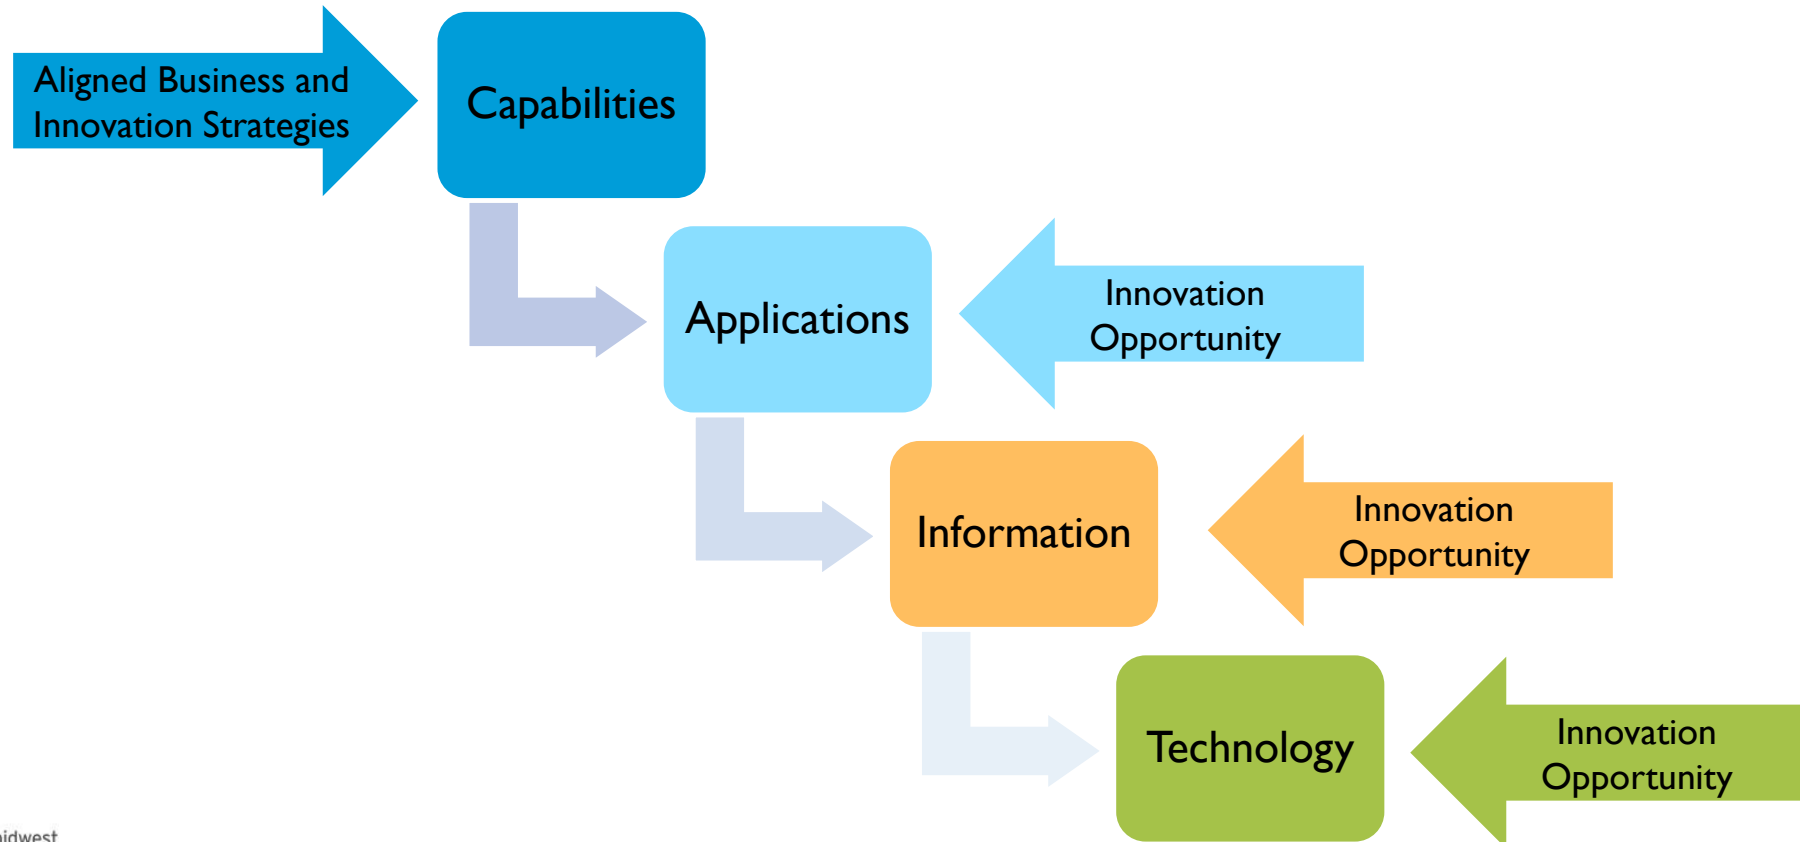 Aligned Business and
Innovation Strategies
Capabilities
Applications
Innovation
Opportunity
Information
Innovation
Opportunity
Technology
Innovation
Opportunity